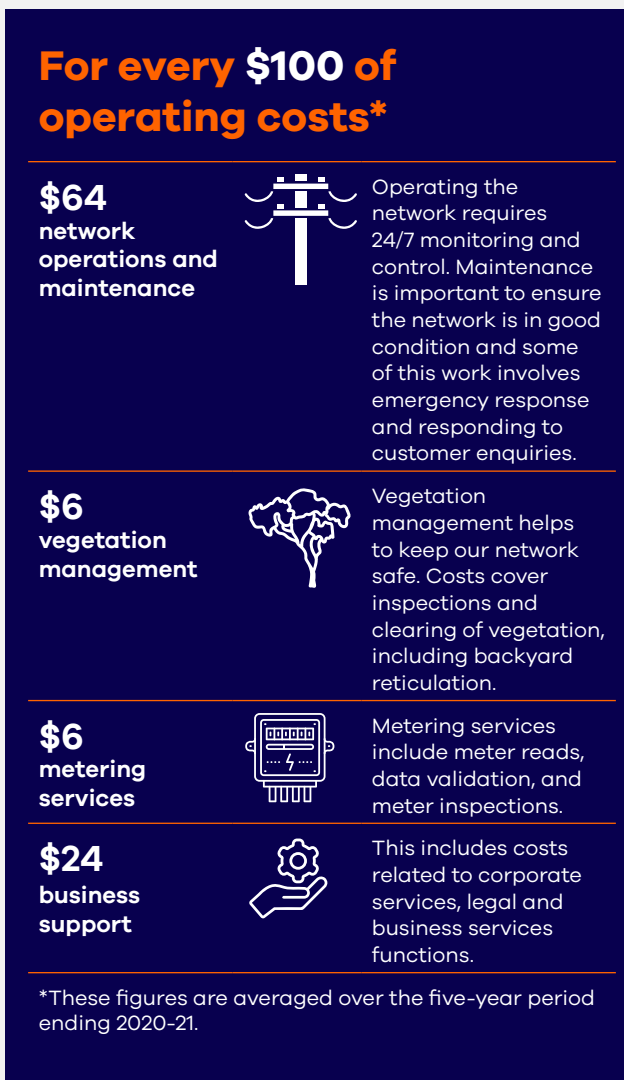 For every $100 of
operating costs*
$64
network
operations and
maintenance
Operating the
network requires
24/7 monitoring and
control. Maintenance
is important to ensure
the network is in good
condition and some
of this work involves
emergency response
and responding to
customer enquiries.
$6
vegetation
management
Vegetation
management helps
to keep our network
safe. Costs cover
inspections and
clearing of vegetation,
including backyard
reticulation.
$6
metering
services
Metering services
include meter reads,
data validation, and
meter inspections.
$24
business
support
This includes costs
related to corporate
services, legal and
business services
functions.
*These figures are averaged over the five-year period
ending 2020-21.